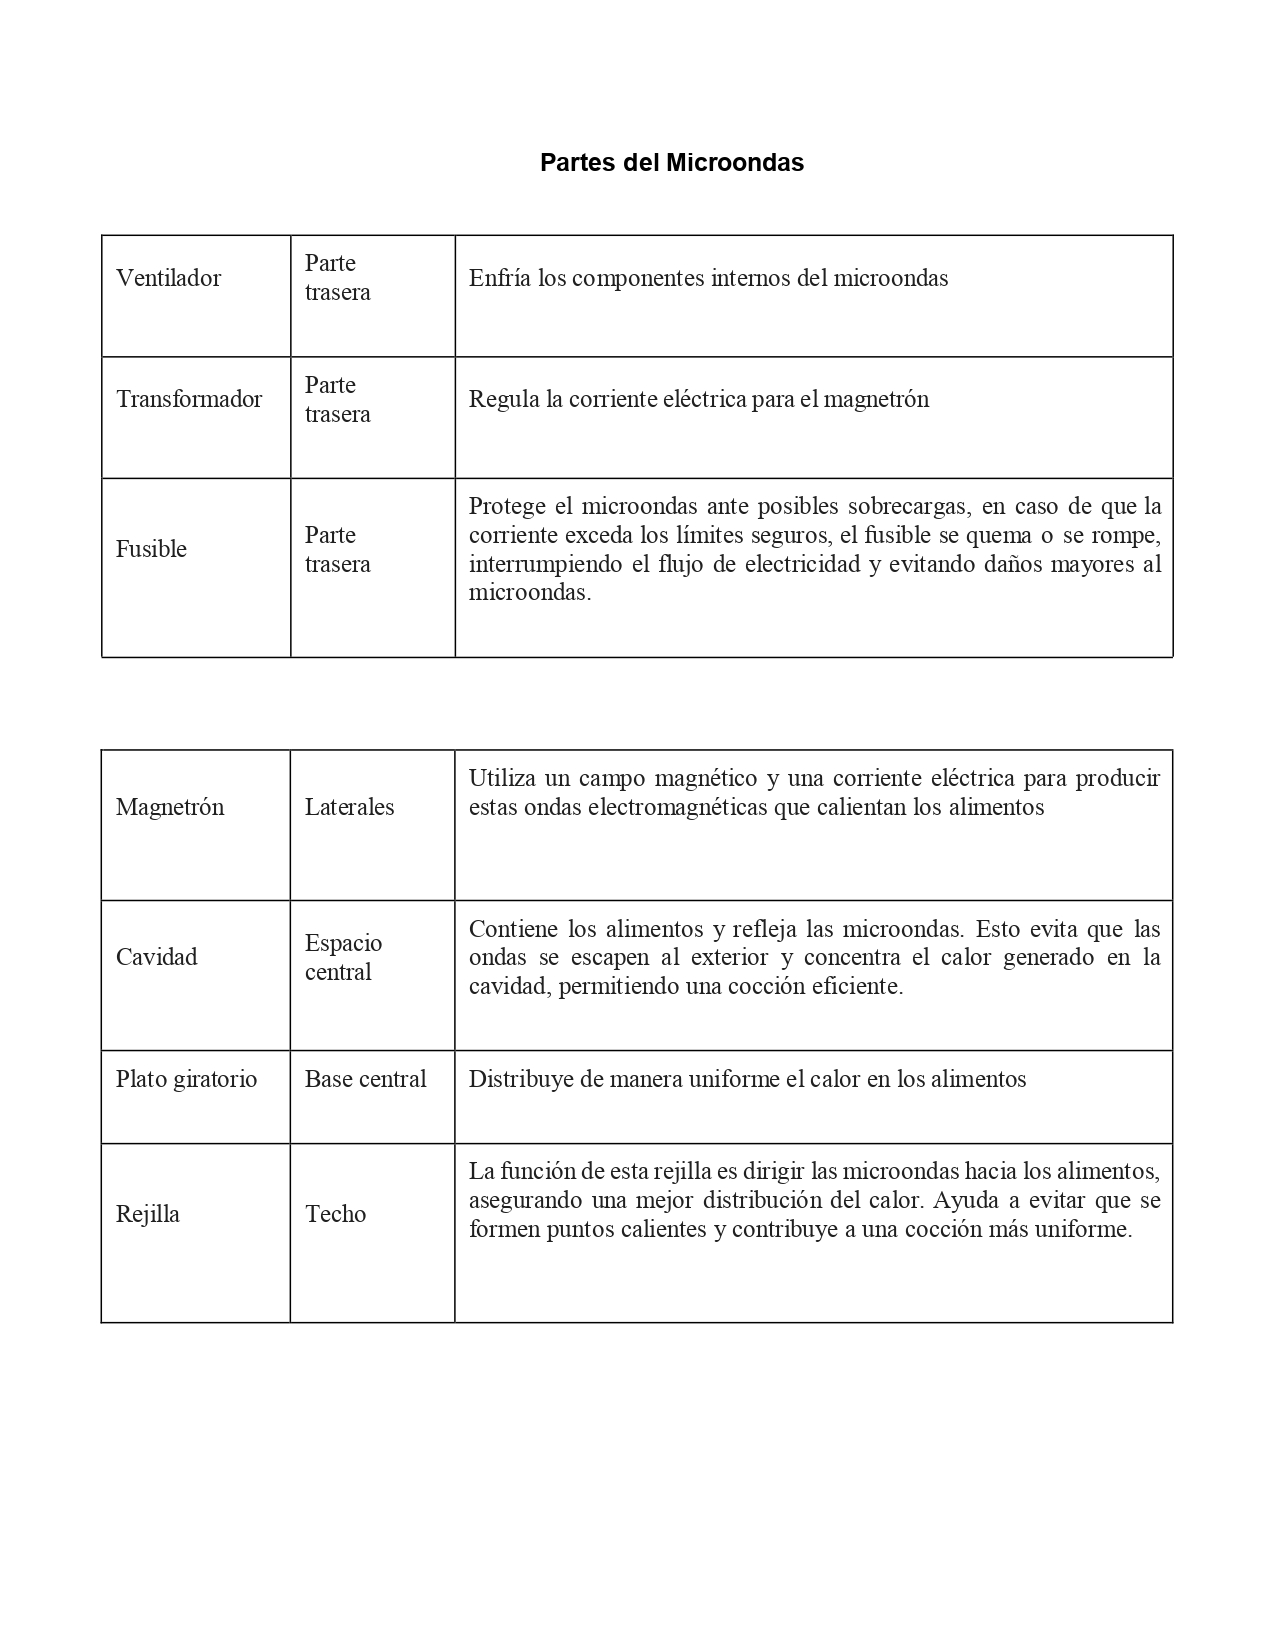 Partes del Microondas
Ventilador
Parte
trasera
Enfría los componentes internos del microondas
Transformador
Parte
trasera
Regula la corriente eléctrica para el magnetrón
Fusible
Parte
trasera
Protege el microondas ante posibles sobrecargas, en caso de que la
corriente exceda los límites seguros, el fusible se quema o se rompe,
interrumpiendo el flujo de electricidad y evitando daños mayores al
microondas.
Magnetrón
Laterales
Utiliza un campo magnético y una corriente eléctrica para producir
estas ondas electromagnéticas que calientan los alimentos
Cavidad
Espacio
central
Contiene los alimentos y refleja las microondas. Esto evita que las
ondas se escapen al exterior y concentra el calor generado en la
cavidad, permitiendo una cocción eficiente.
Plato giratorio
Base central
Distribuye de manera uniforme el calor en los alimentos
Rejilla
Techo
La función de esta rejilla es dirigir las microondas hacia los alimentos,
asegurando una mejor distribución del calor. Ayuda a evitar que se
formen puntos calientes y contribuye a una cocción más uniforme.